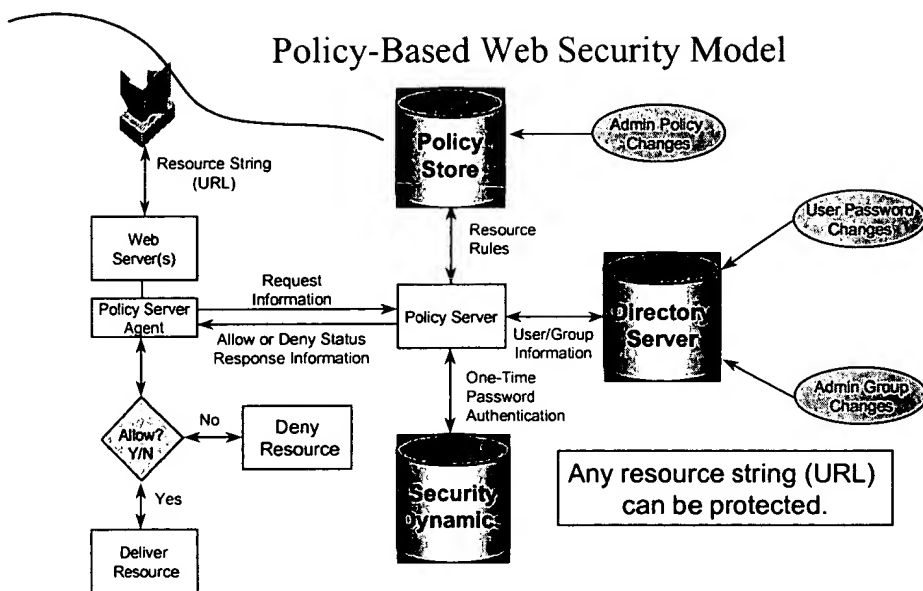 Policy-Based Web Security Model
Resource String
(URL)
Policy
Store
Admin Policy
Changes
User Password
Changes
Web
Server(s)
Resource
Rules
Request
Information
Policy Server
Agent
Policy Server
Directory
Server
Allow or Deny Status
Response Information
User/Group
Information
One-Time
Password
Authentication
Admin Group
Changes
Allow?
Y/N
No
Deny
Resource
Security
Dynamic
Any resource string (URL)
can be protected.
Yes
Deliver
Resource